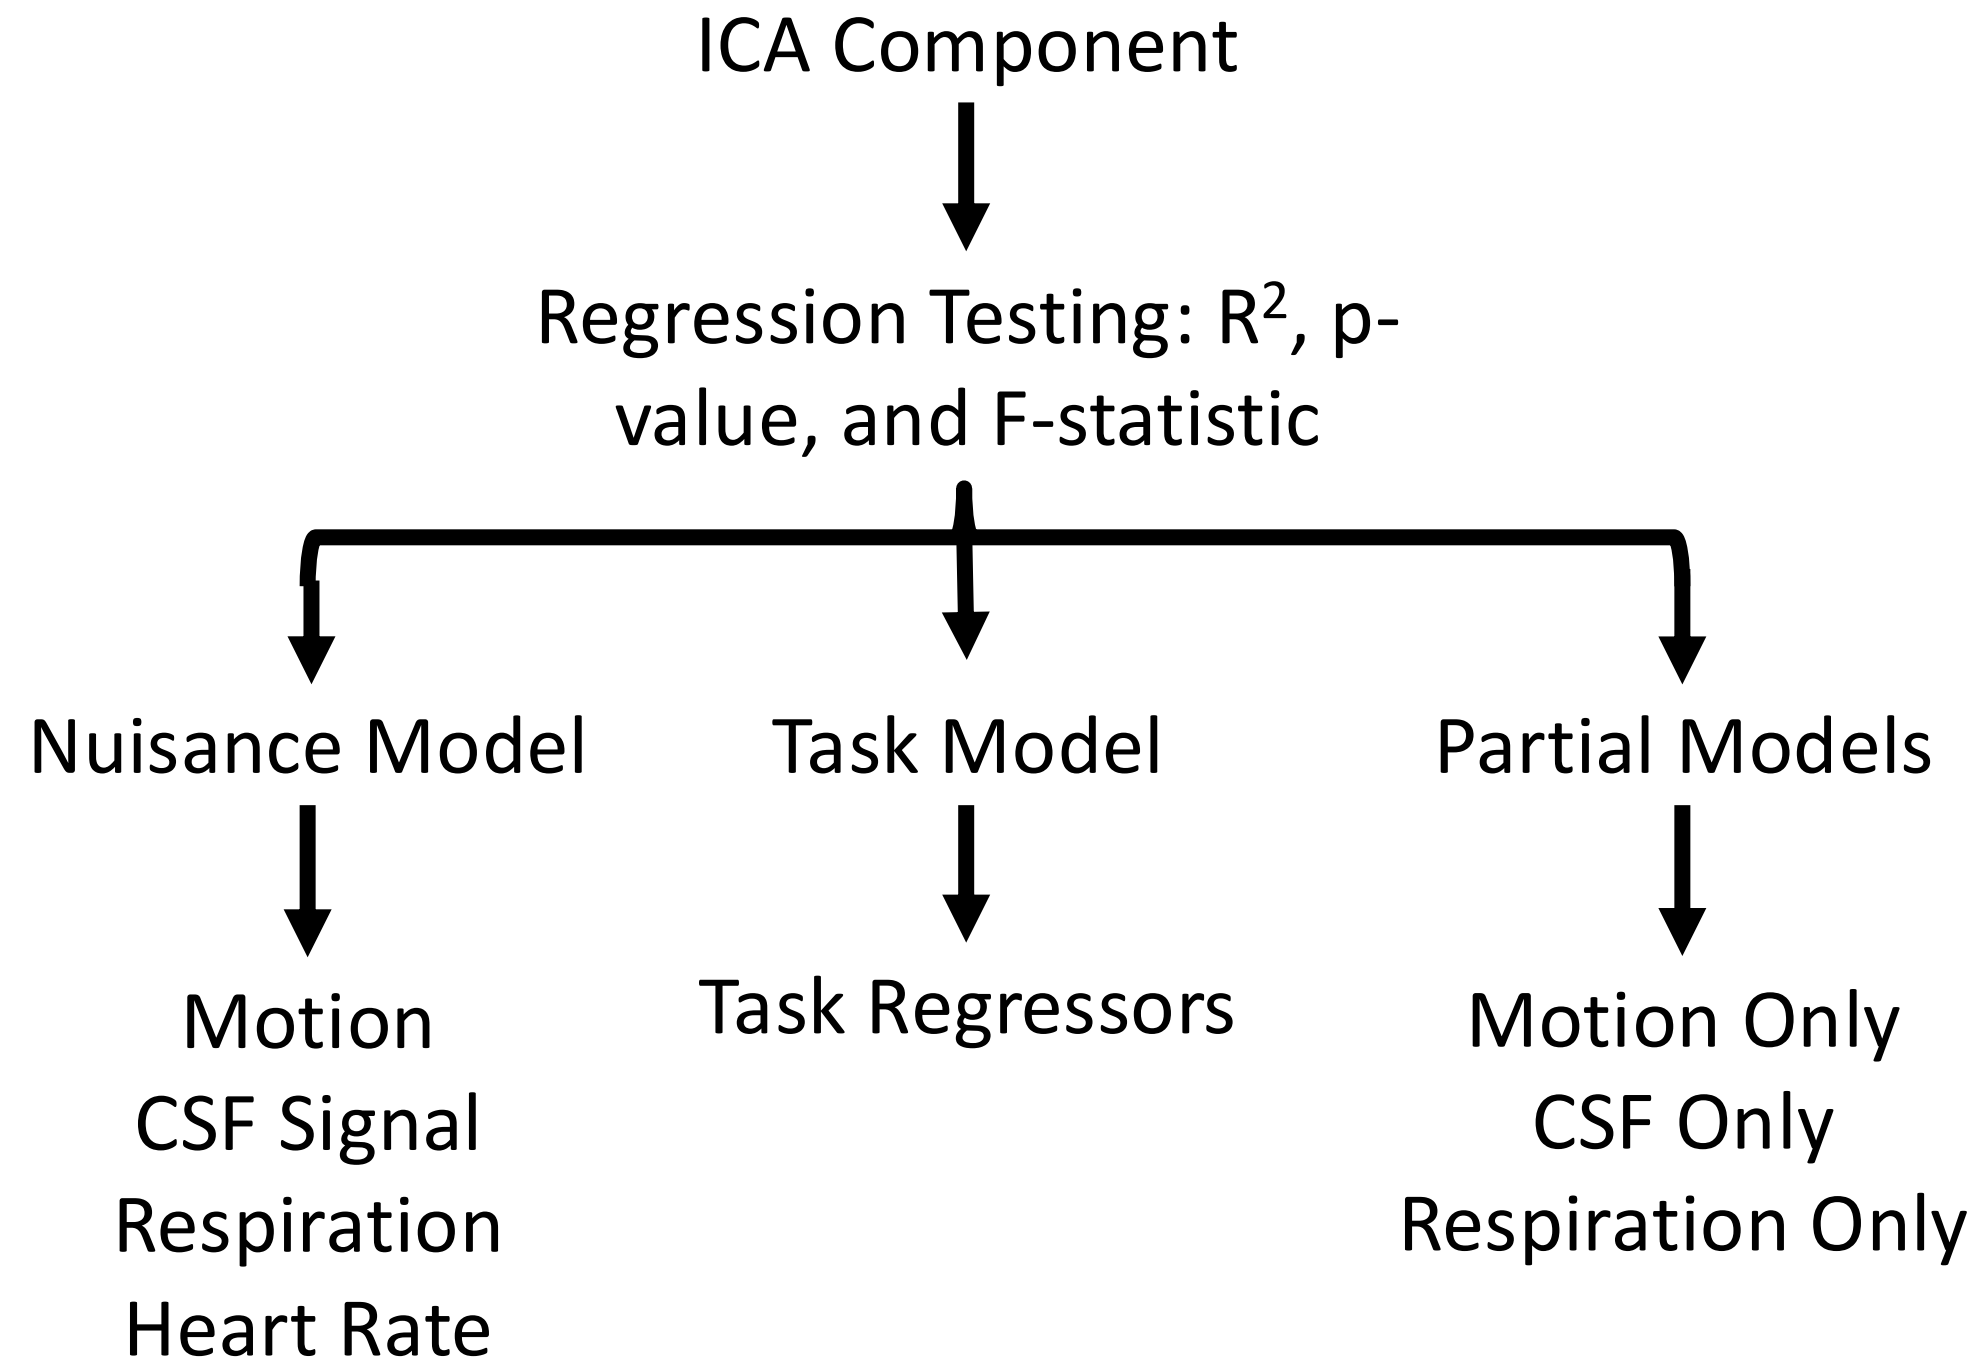 ICA Component
Regression Testing: R², p-
value, and F-statistic
Nuisance Model
Task Model
Partial Models
Motion
CSF Signal
Respiration
Heart Rate
Task Regressors
Motion Only
CSF Only
Respiration Only